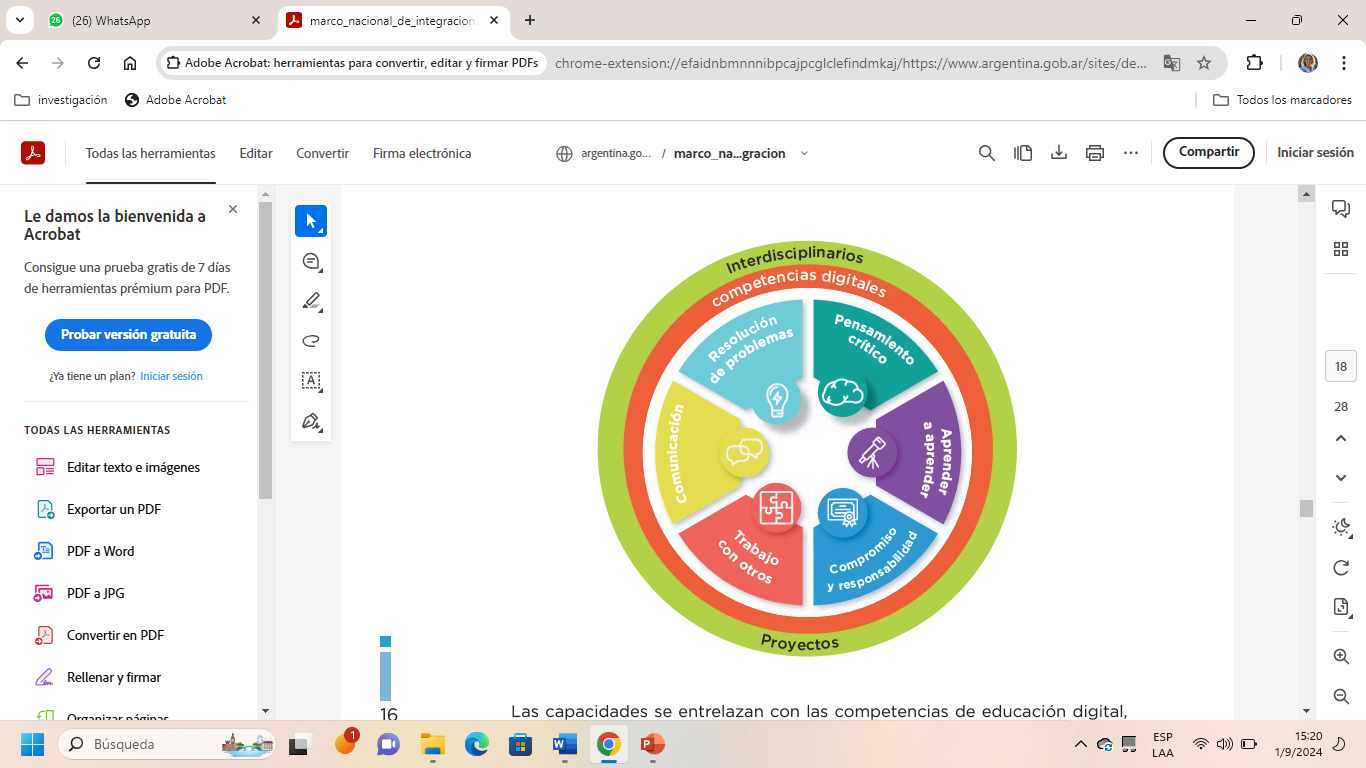 (26) WhatsApp
marco_nacional_de_integracion
Adobe Acrobat: herramientas para convertir, editar y firmar PDFs
chrome-extension://efaidnbmnnnibpcajpcglclefindmkaj/https://www.argentina.gob.ar/sites/de...
investigación
Adobe Acrobat
Todos los marcadores
Todas las herramientas
Editar
Convertir
Firma electrónica
argentina.go... / marco_na...gracion
Compartir
Iniciar sesión
Le damos la bienvenida a
Acrobat
Consigue una prueba gratis de 7 días
de herramientas prémium para PDF.
Probar versión gratuita
¿Ya tiene un plan? Iniciar sesión
TODAS LAS HERRAMIENTAS
Editar texto e imágenes
Exportar un PDF
PDF a Word
PDF a JPG
Convertir en PDF
Rellenar y firmar
Organizar páginas
Interdisciplinarios
competencias digitales
Resolución
de problemas
Pensamiento
crítico
Comunicación
Aprender
a aprender
Trabajo
con otros
Compromiso
y responsabilidad
Proyectos
16
Las capacidades se entrelazan con las competencias de educación digital,
18
28
Búsqueda
1
ESP
LAA
15:20
1/9/2024